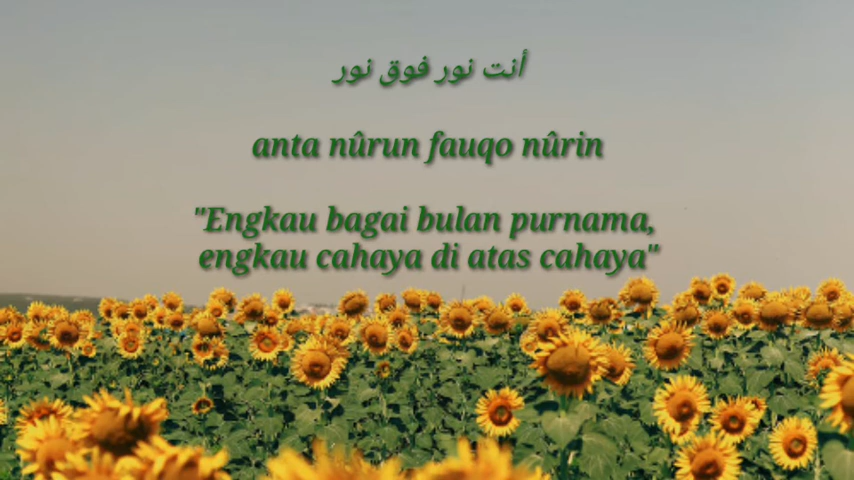 أنت نور فوق نور
anta nûrun fauqo nûrin
"Engkau bagai bulan purnama,
engkau cahaya di atas cahaya"